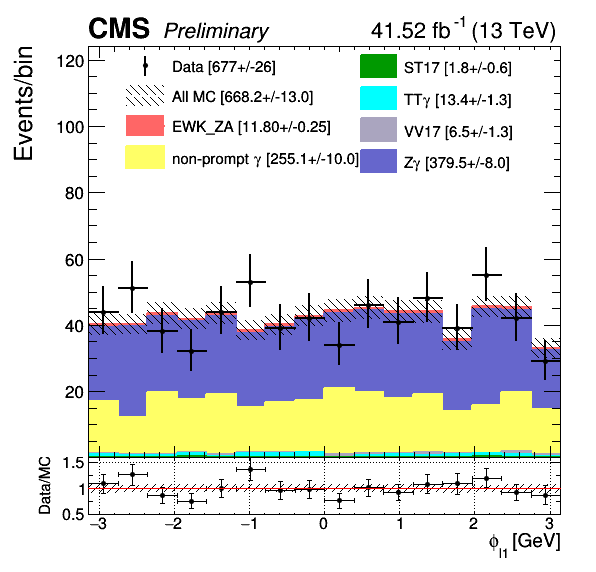 CMS Preliminary 41.52 fb⁻¹ (13 TeV)
Events/bin
120
100
80
60
40
20
Data [677+/-26]
All MC [668.2+/-13.0]
EWK_ZA [11.80+/-0.25]
non-prompt γ [255.1+/-10.0]
ST17 [1.8+/-0.6]
TTγ [13.4+/-1.3]
VV17 [6.5+/-1.3]
Zγ [379.5+/-8.0]
Data/MC
1.5
1
0.5
−3 −2 −1 0 1 2 3
ϕ_l1 [GeV]